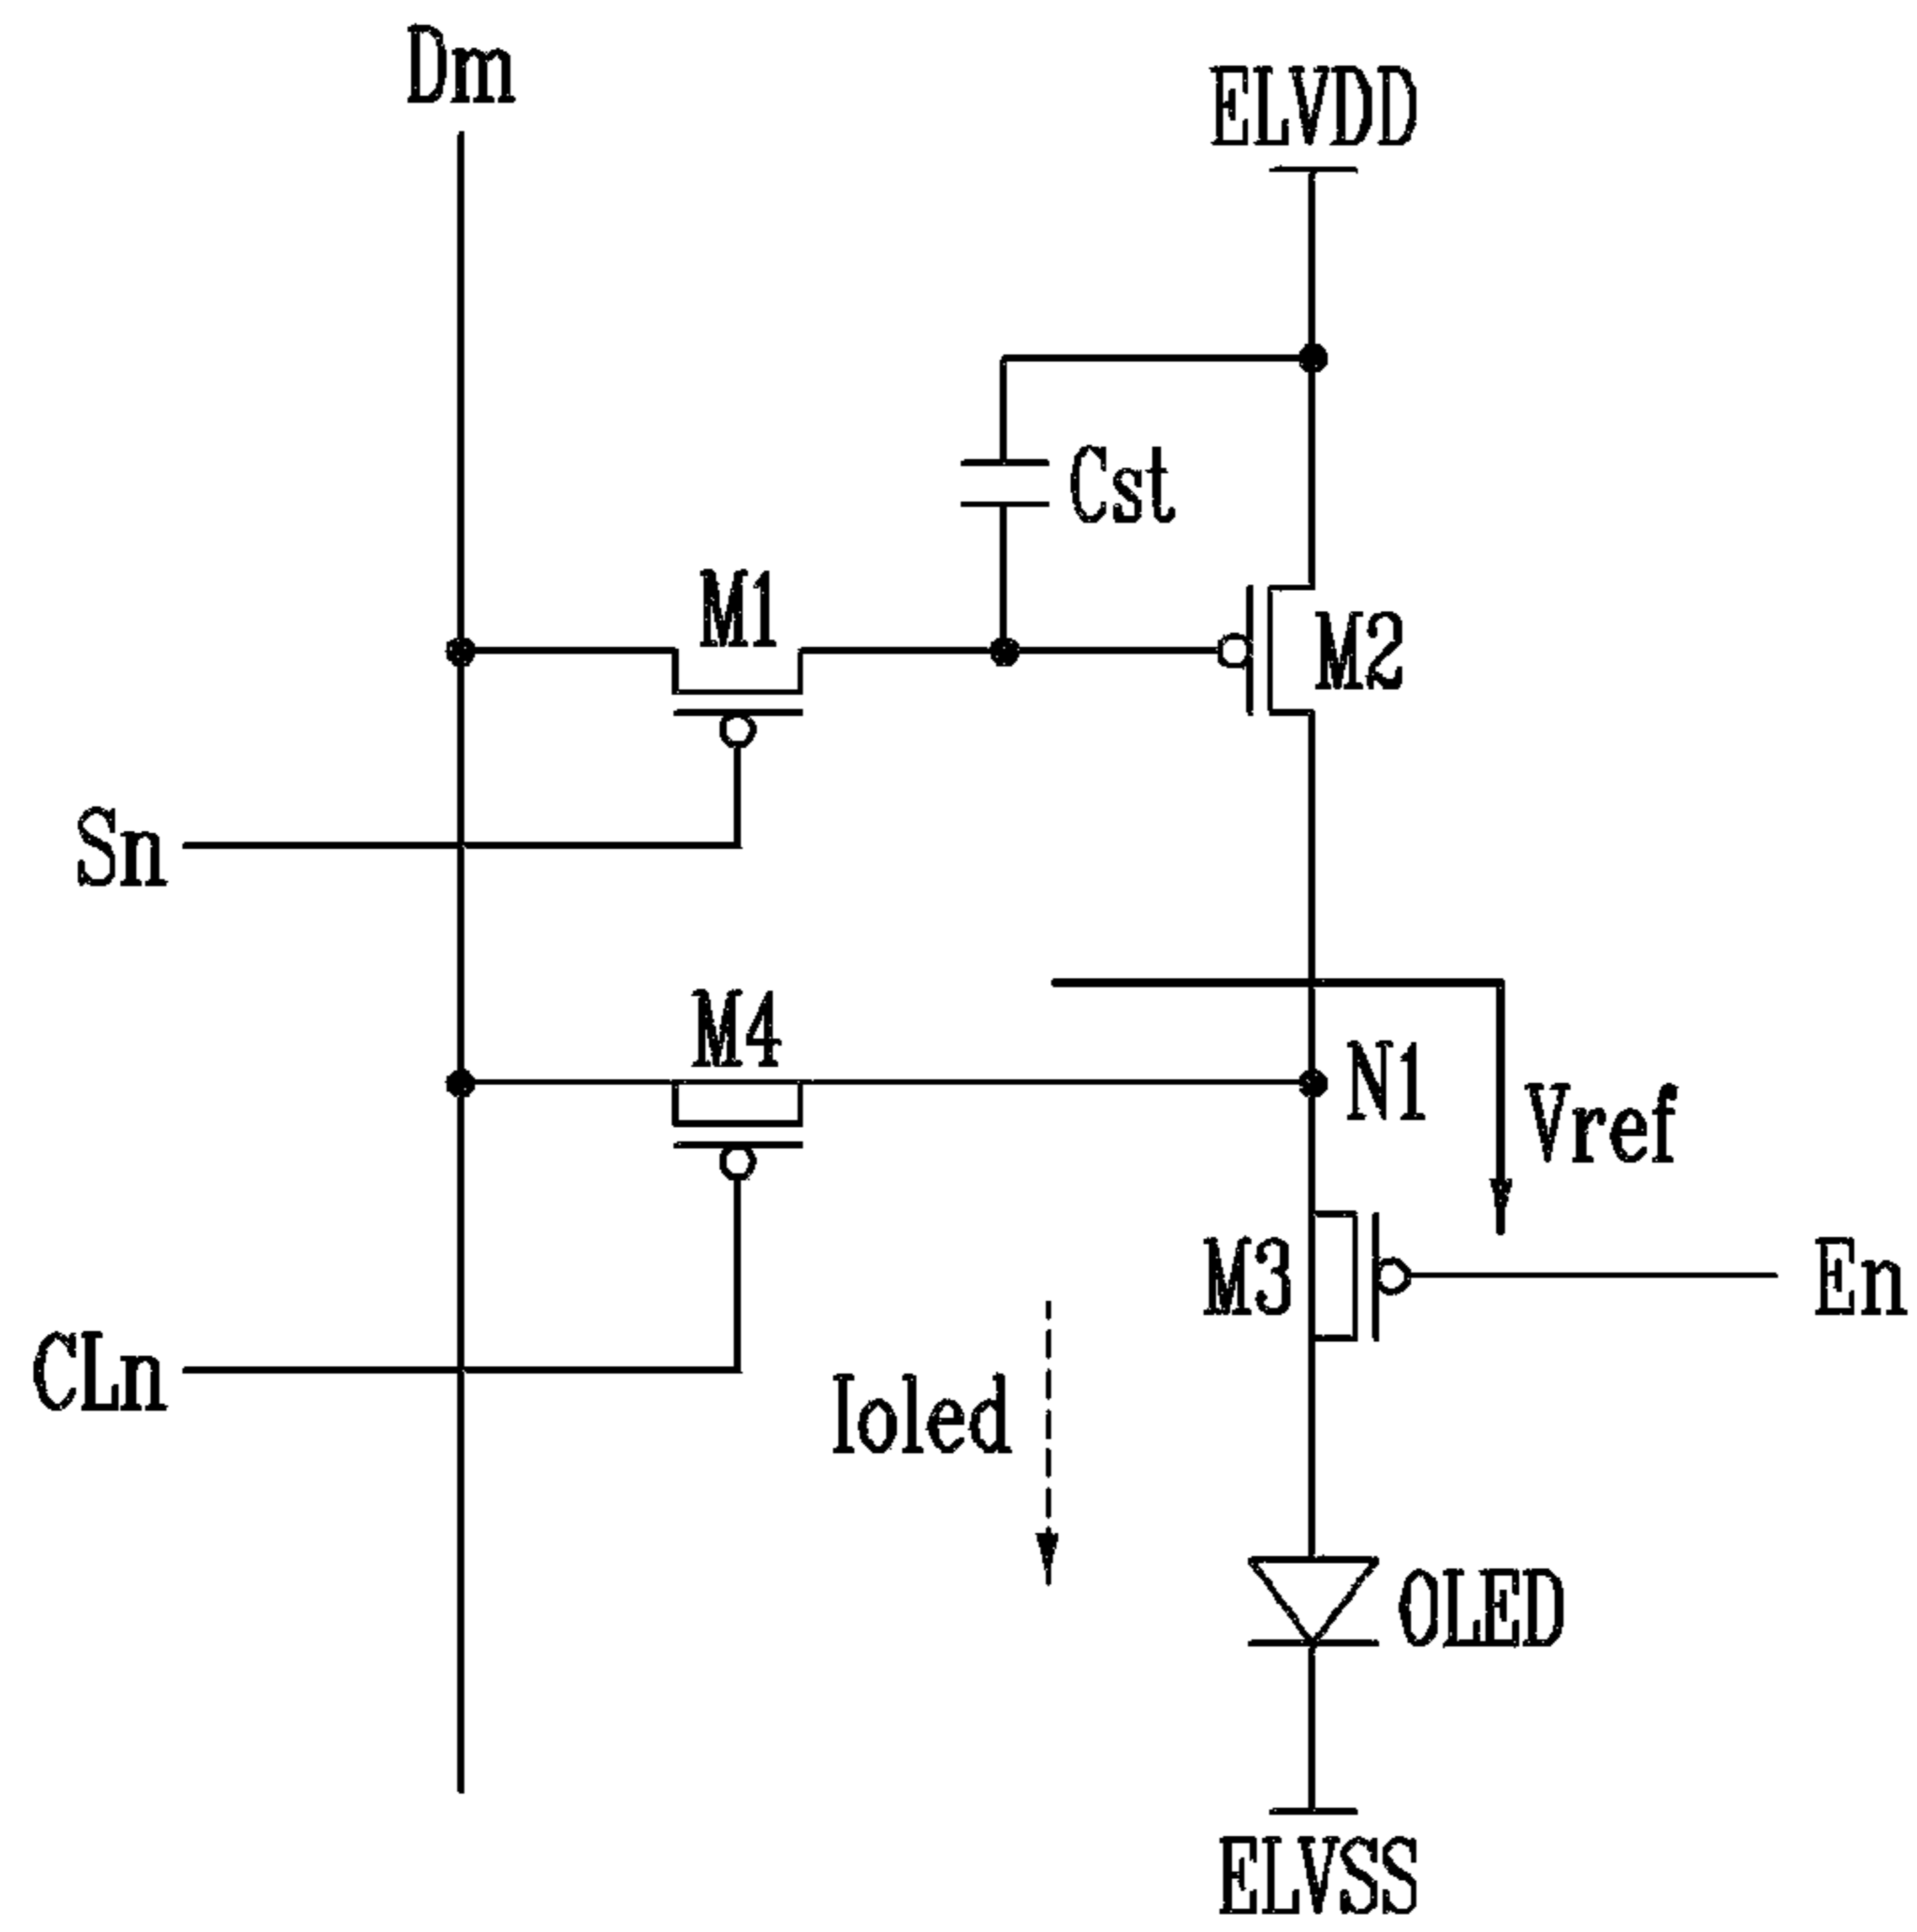 Dm
ELVDD
Cst
M1
M2
Sn
M4
N1
Vref
M3
En
CLn
Ioled
OLED
ELVSS